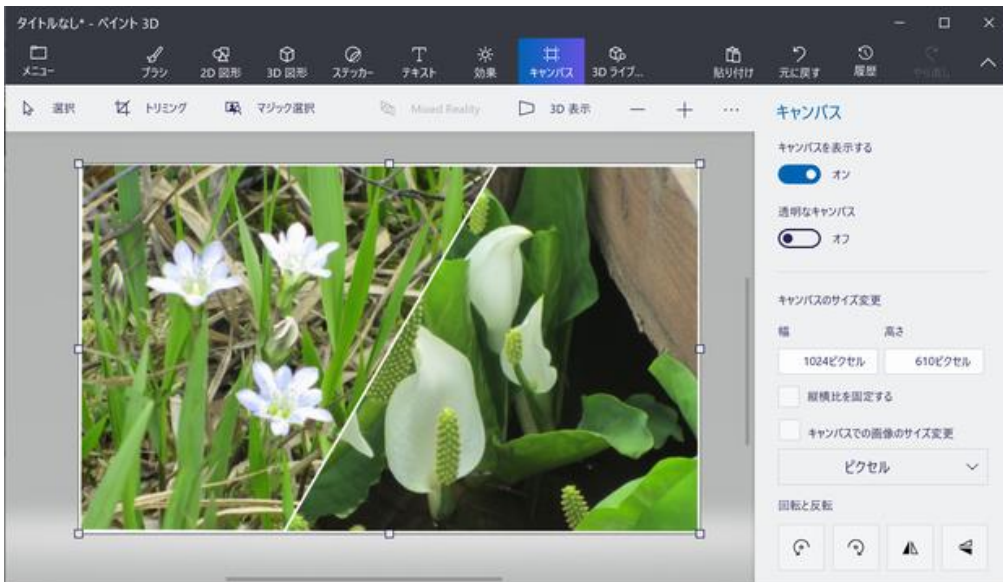 タイトルなし* - ペイント 3D
メニュー
ブラシ
2D 図形
3D 図形
ステッカー
テキスト
効果
キャンバス
3D ライブ...
貼り付け
元に戻す
履歴
やり直し
選択
トリミング
マジック選択
Mixed Reality
3D 表示
キャンバス
キャンバスを表示する
オン
透明なキャンバス
オフ
キャンバスのサイズ変更
幅 高さ
1024ピクセル 610ピクセル
縦横比を固定する
キャンバスでの画像のサイズ変更
ピクセル
回転と反転